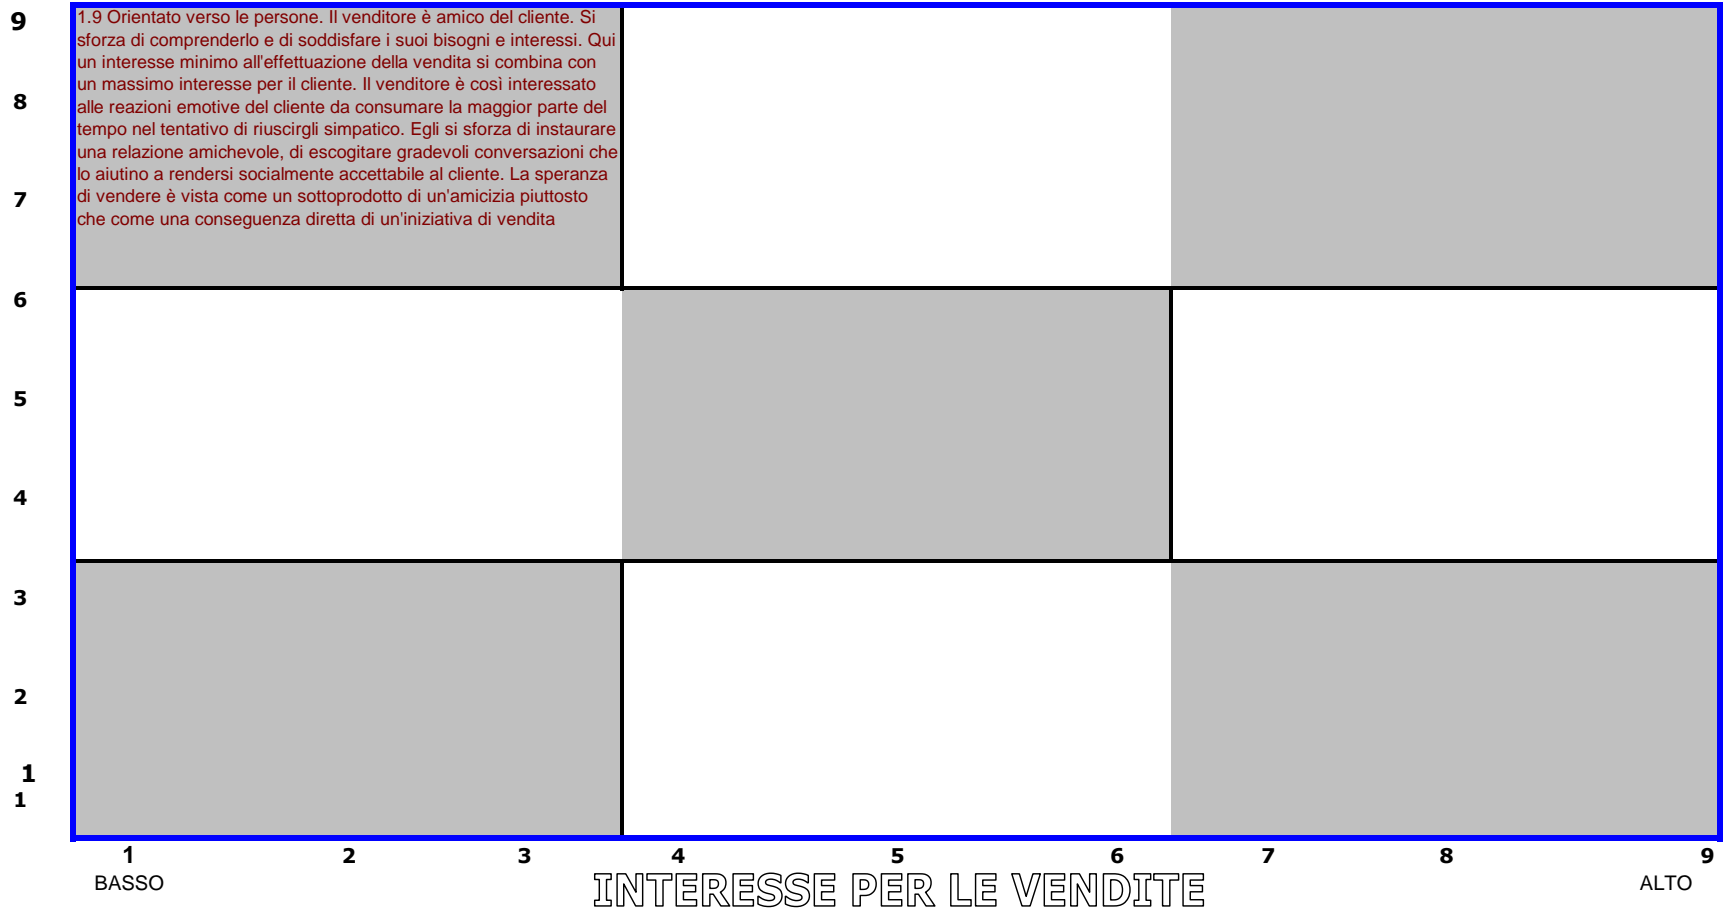 9
1.9 Orientato verso le persone. Il venditore è amico del cliente. Si
sforza di comprenderlo e di soddisfare i suoi bisogni e interessi. Qui
un interesse minimo all'effettuazione della vendita si combina con
un massimo interesse per il cliente. Il venditore è così interessato
alle reazioni emotive del cliente da consumare la maggior parte del
tempo nel tentativo di riuscirgli simpatico. Egli si sforza di instaurare
una relazione amichevole, di escogitare gradevoli conversazioni che
lo aiutino a rendersi socialmente accettabile al cliente. La speranza
di vendere è vista come un sottoprodotto di un'amicizia piuttosto
che come una conseguenza diretta di un'iniziativa di vendita
8
7
6
5
4
3
2
1
1
1 2 3 4 5 6 7 8 9
BASSO INTERESSE PER LE VENDITE ALTO